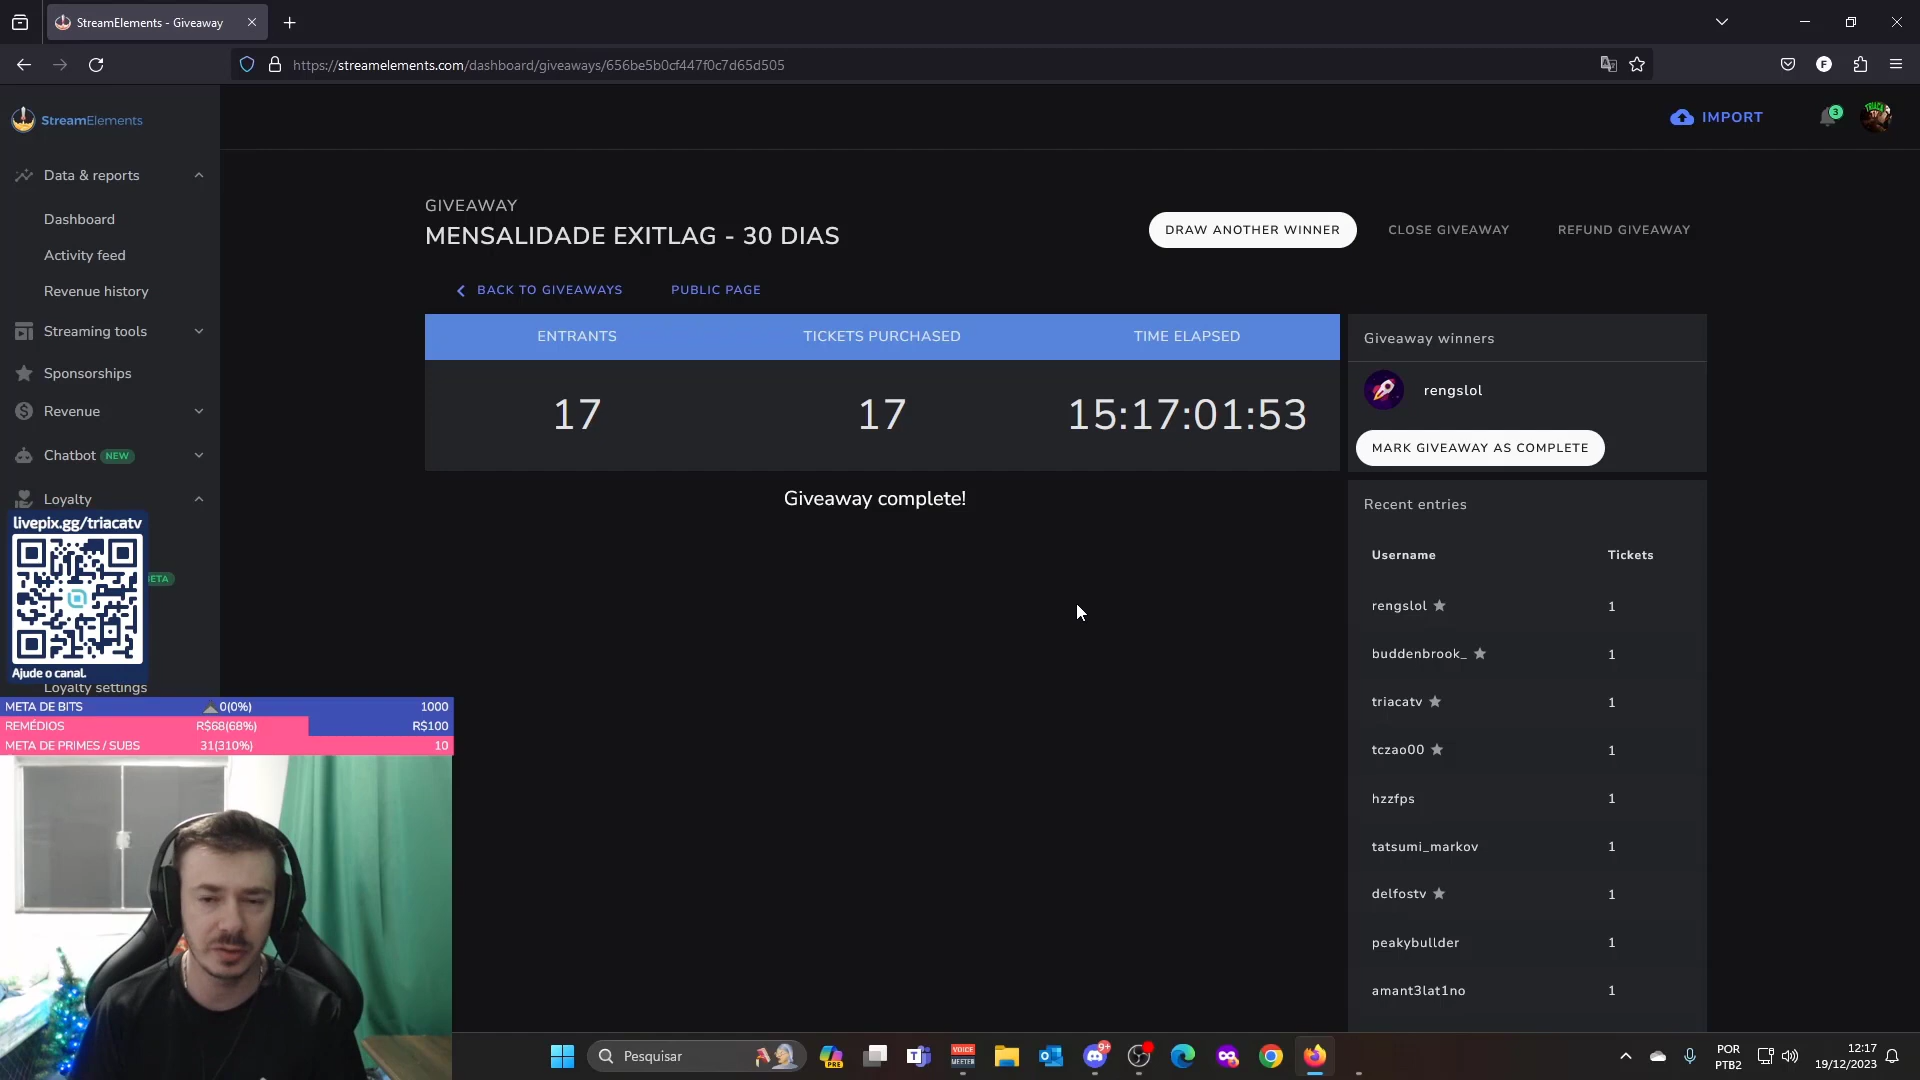 StreamElements - Giveaway
https://streamelements.com/dashboard/giveaways/656be5b0cf447f0c7d65d505
F
StreamElements
IMPORT
3
Data & reports
Dashboard
Activity feed
Revenue history
Streaming tools
Sponsorships
Revenue
Chatbot NEW
Loyalty
livepix.gg/triacatv
Ajude o canal.
Loyalty settings
GIVEAWAY
MENSALIDADE EXITLAG - 30 DIAS
DRAW ANOTHER WINNER
CLOSE GIVEAWAY
REFUND GIVEAWAY
BACK TO GIVEAWAYS
PUBLIC PAGE
ENTRANTS TICKETS PURCHASED TIME ELAPSED
17 17 15:17:01:53
Giveaway complete!
Giveaway winners
rengslol
MARK GIVEAWAY AS COMPLETE
Recent entries
Username Tickets
rengslol 1
buddenbrook_ 1
triacatv 1
tczao00 1
hzzfps 1
tatsumi_markov 1
delfostv 1
peakybullder 1
amant3lat1no 1
META DE BITS 0(0%) 1000
REMÉDIOS R$68(68%) R$100
META DE PRIMES / SUBS 31(310%) 10
Pesquisar
PRE
VOICE
MEETER
9+
POR
PTB2
12:17
19/12/2023